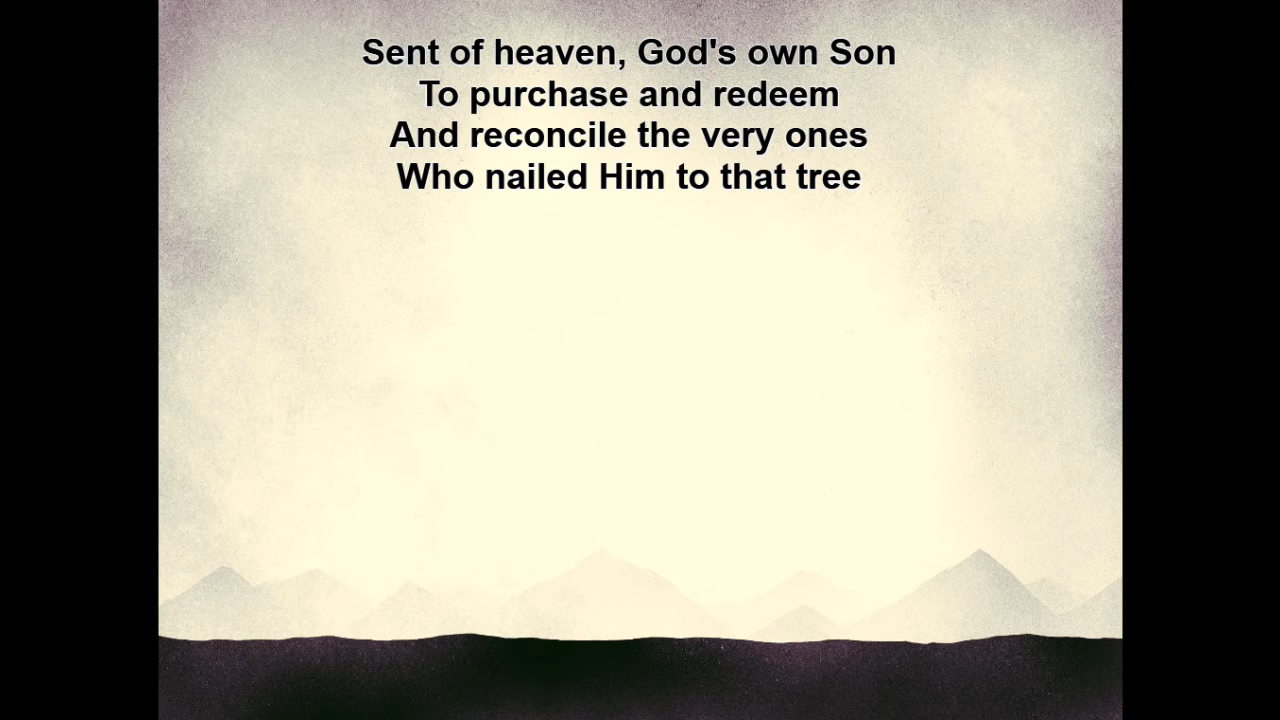 Sent of heaven, God's own Son
To purchase and redeem
And reconcile the very ones
Who nailed Him to that tree